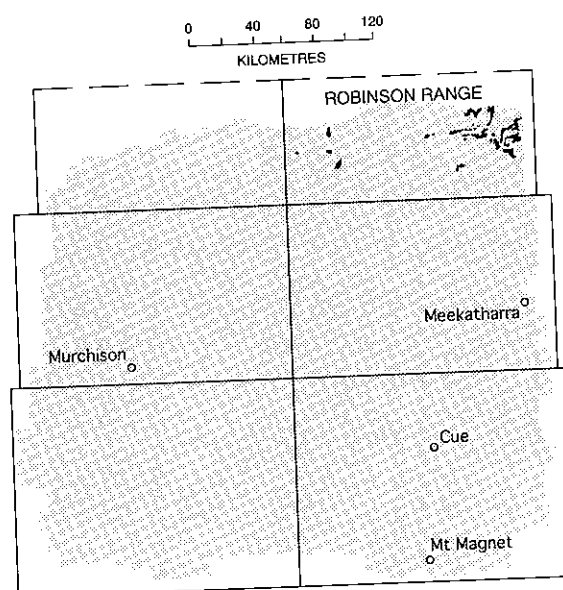 0 40 80 120
KILOMETRES
ROBINSON RANGE
Meekatharra
Murchison
Cue
Mt Magnet